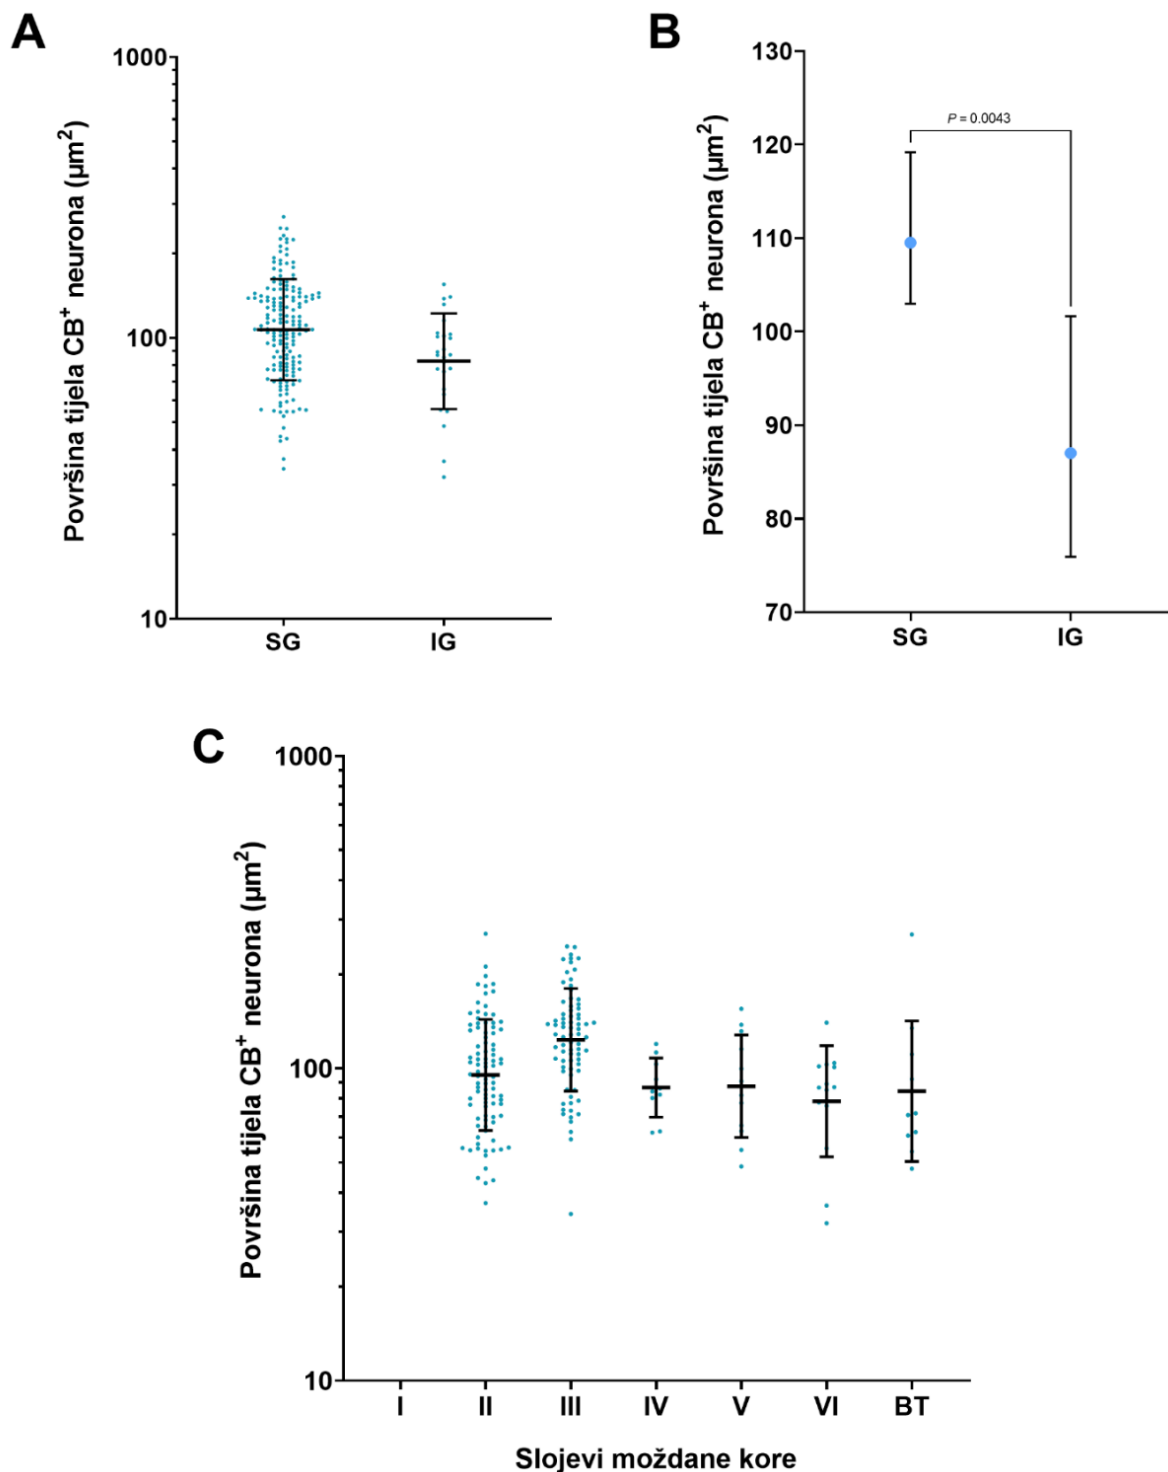 A
1000
100
10
Površina tijela CB⁺ neurona (µm²)
SG IG
B
130
120
110
100
90
80
70
Površina tijela CB⁺ neurona (µm²)
P = 0.0043
SG IG
C
1000
100
10
Površina tijela CB⁺ neurona (µm²)
I II III IV V VI BT
Slojevi moždane kore